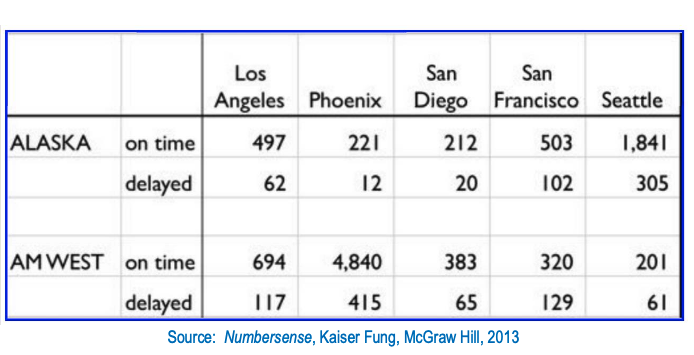 Los Angeles Phoenix San Diego San Francisco Seattle
ALASKA on time 497 221 212 503 1,841
delayed 62 12 20 102 305
AM WEST on time 694 4,840 383 320 201
delayed 117 415 65 129 61
Source: Numbersense, Kaiser Fung, McGraw Hill, 2013